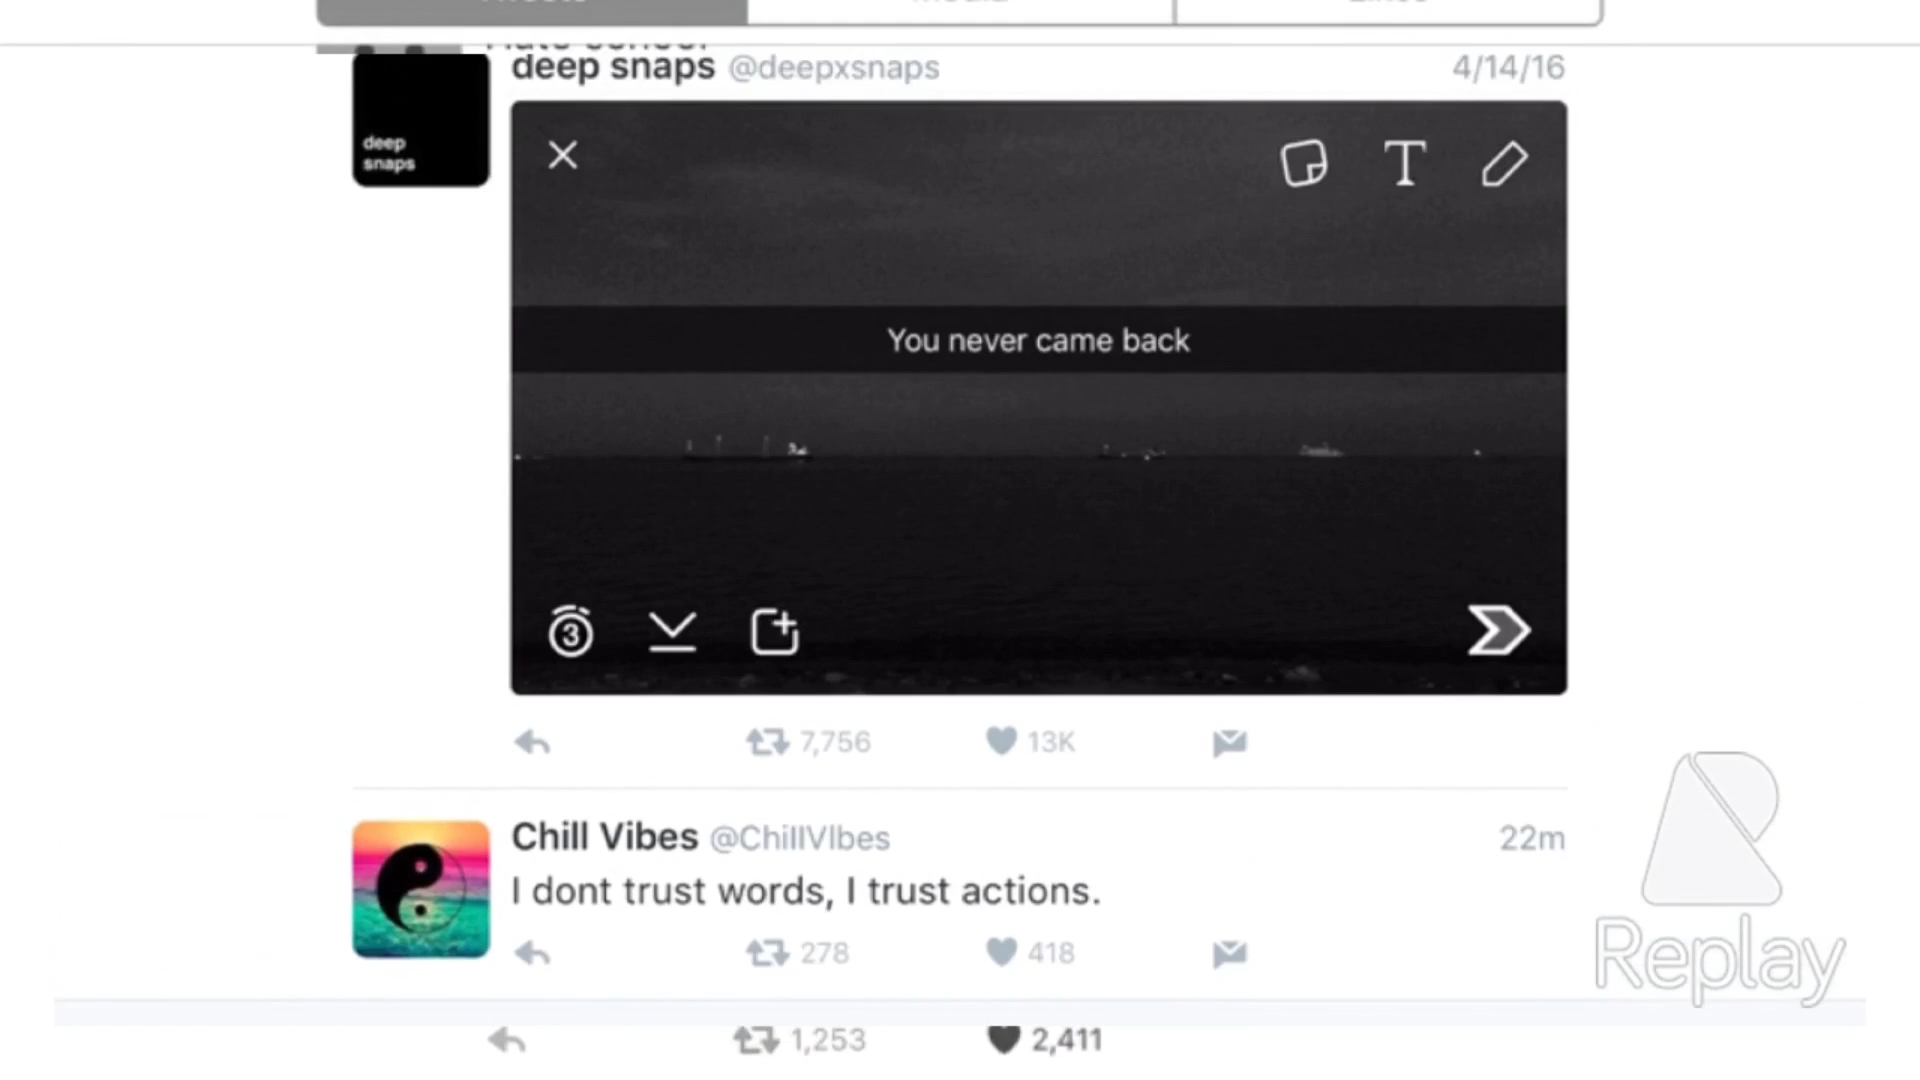 deep snaps @deepxsnaps 4/14/16
deep
snaps
T
You never came back
3
7,756 13K
Chill Vibes @ChillVIbes 22m
I dont trust words, I trust actions.
278 418
Replay
1,253 2,411